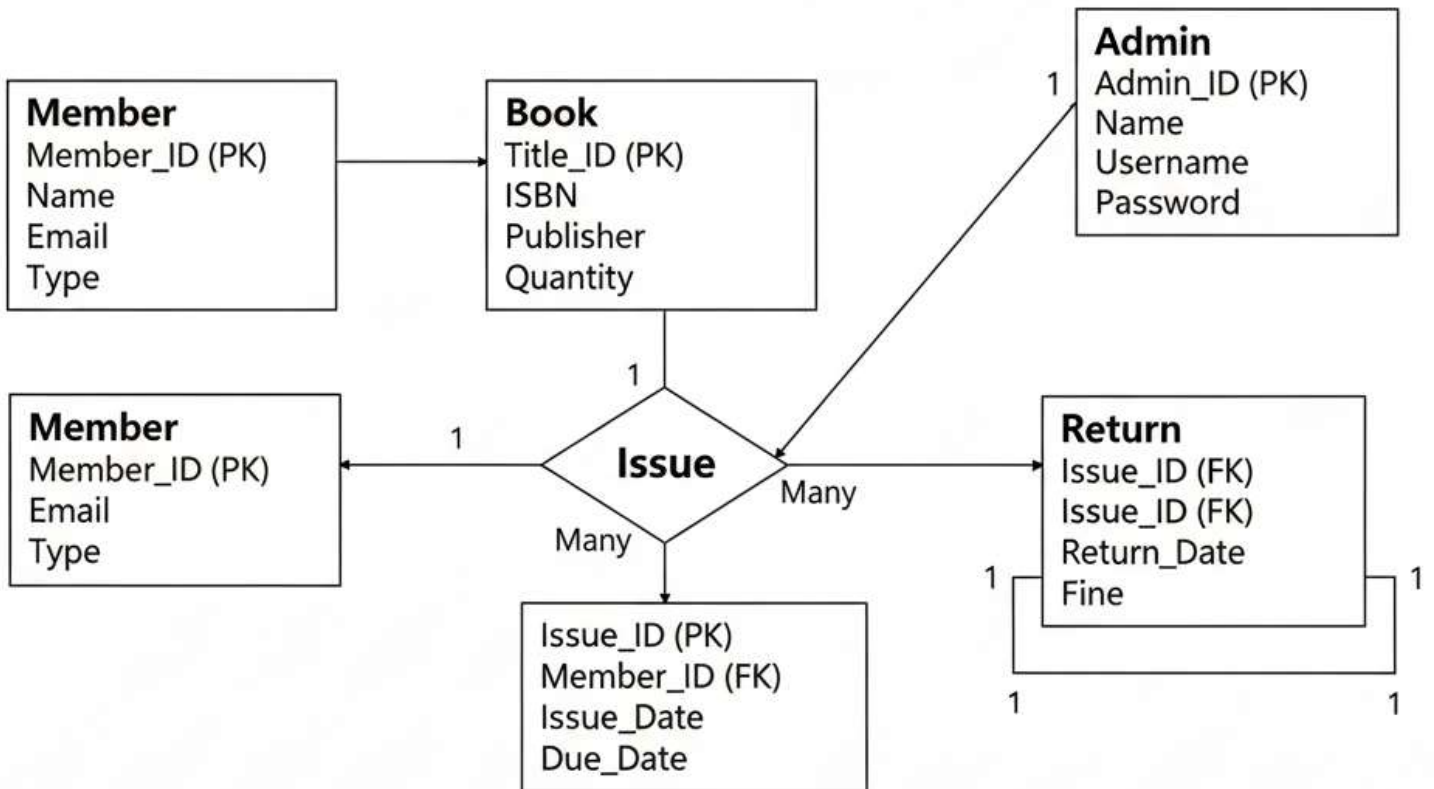 Member
Member_ID (PK)
Name
Email
Type
Book
Title_ID (PK)
ISBN
Publisher
Quantity
1
Admin
Admin_ID (PK)
Name
Username
Password
1
Member
Member_ID (PK)
Email
Type
1
Issue
Many
Many
Return
Issue_ID (FK)
Issue_ID (FK)
Return_Date
Fine
1
1
1
1
Issue_ID (PK)
Member_ID (FK)
Issue_Date
Due_Date